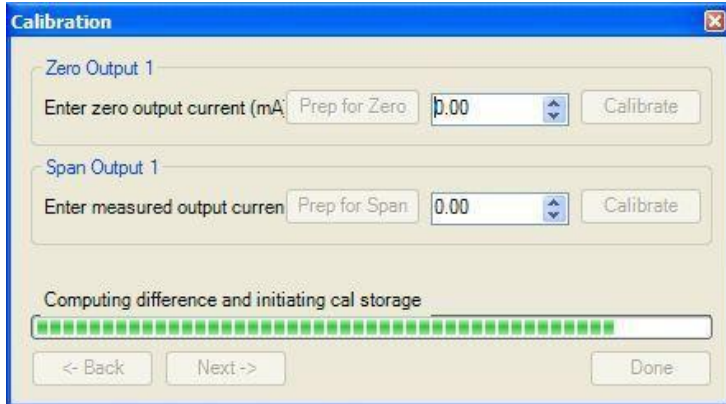 Calibration
Zero Output 1
Enter zero output current (mA) Prep for Zero 0.00 Calibrate
Span Output 1
Enter measured output curren Prep for Span 0.00 Calibrate
Computing difference and initiating cal storage
<- Back Next -> Done